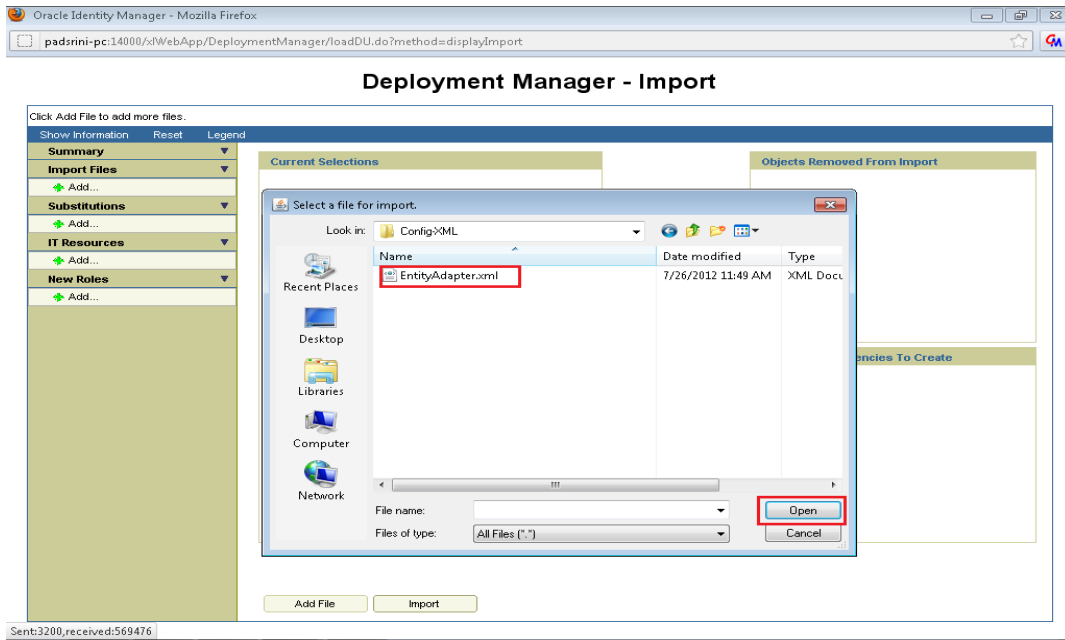 Oracle Identity Manager - Mozilla Firefox
padsrini-pc:14000/xlWebApp/DeploymentManager/loadDU.do?method=displayImport
Deployment Manager - Import
Click Add File to add more files.
Show Information Reset Legend
Summary
Import Files
Add...
Substitutions
Add...
IT Resources
Add...
New Roles
Add...
Current Selections
Objects Removed From Import
encies To Create
Select a file for import.
Look in: Config-XML
Recent Places
Desktop
Libraries
Computer
Network
Name Date modified Type
EntityAdapter.xml 7/26/2012 11:49 AM XML Docu
File name: Open
Files of type: All Files (".") Cancel
Add File Import
Sent:3200,received:569476